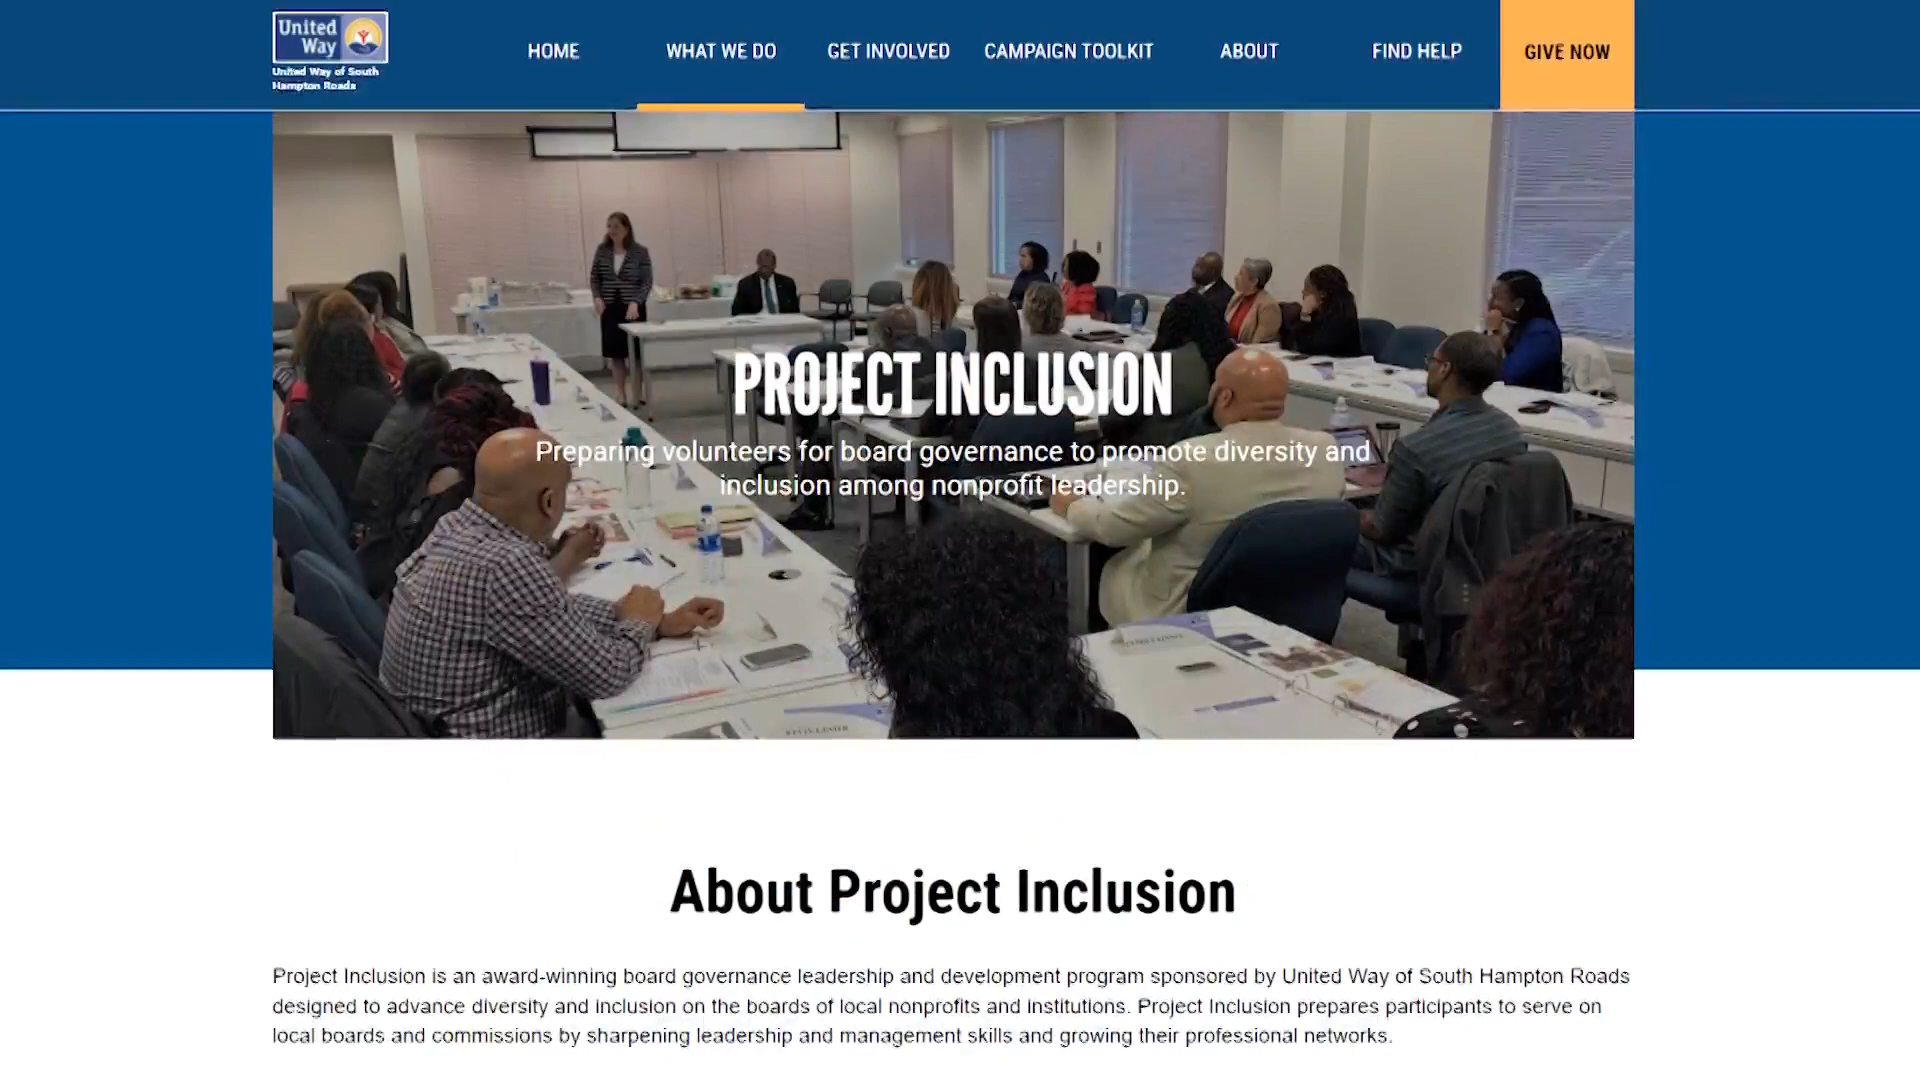 United
Way
United Way of South
Hampton Roads
HOME
WHAT WE DO
GET INVOLVED
CAMPAIGN TOOLKIT
ABOUT
FIND HELP
GIVE NOW
PROJECT INCLUSION
Preparing volunteers for board governance to promote diversity and
inclusion among nonprofit leadership.
About Project Inclusion
Project Inclusion is an award-winning board governance leadership and development program sponsored by United Way of South Hampton Roads
designed to advance diversity and inclusion on the boards of local nonprofits and institutions. Project Inclusion prepares participants to serve on
local boards and commissions by sharpening leadership and management skills and growing their professional networks.